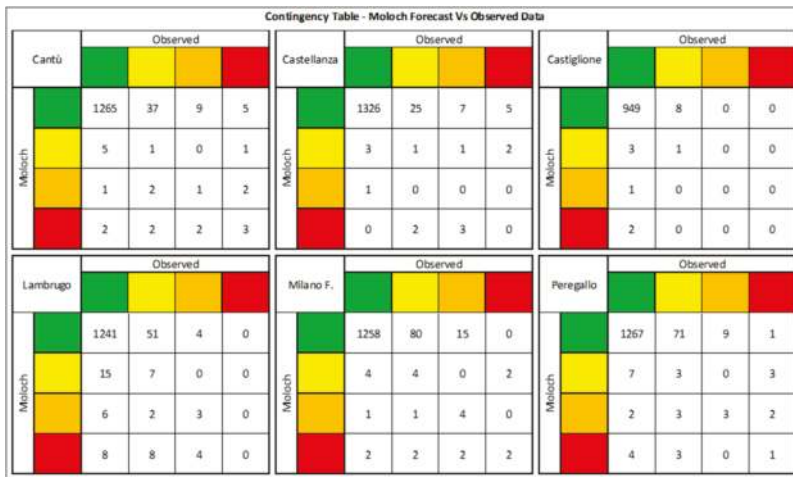 Contingency Table - Moloch Forecast Vs Observed Data
Cantù
Observed
Moloch
1265 37 9 5
5 1 0 1
1 2 1 2
2 2 2 3
Castellanza
Observed
Moloch
1326 25 7 5
3 1 1 2
1 0 0 0
0 2 3 0
Castiglione
Observed
Moloch
949 8 0 0
3 1 0 0
1 0 0 0
2 0 0 0
Lambrugo
Observed
Moloch
1241 51 4 0
15 7 0 0
6 2 3 0
8 8 4 0
Milano F.
Observed
Moloch
1258 80 15 0
4 4 0 2
1 1 4 0
2 2 2 2
Peregallo
Observed
Moloch
1267 71 9 1
7 3 0 3
2 3 3 2
4 3 0 1